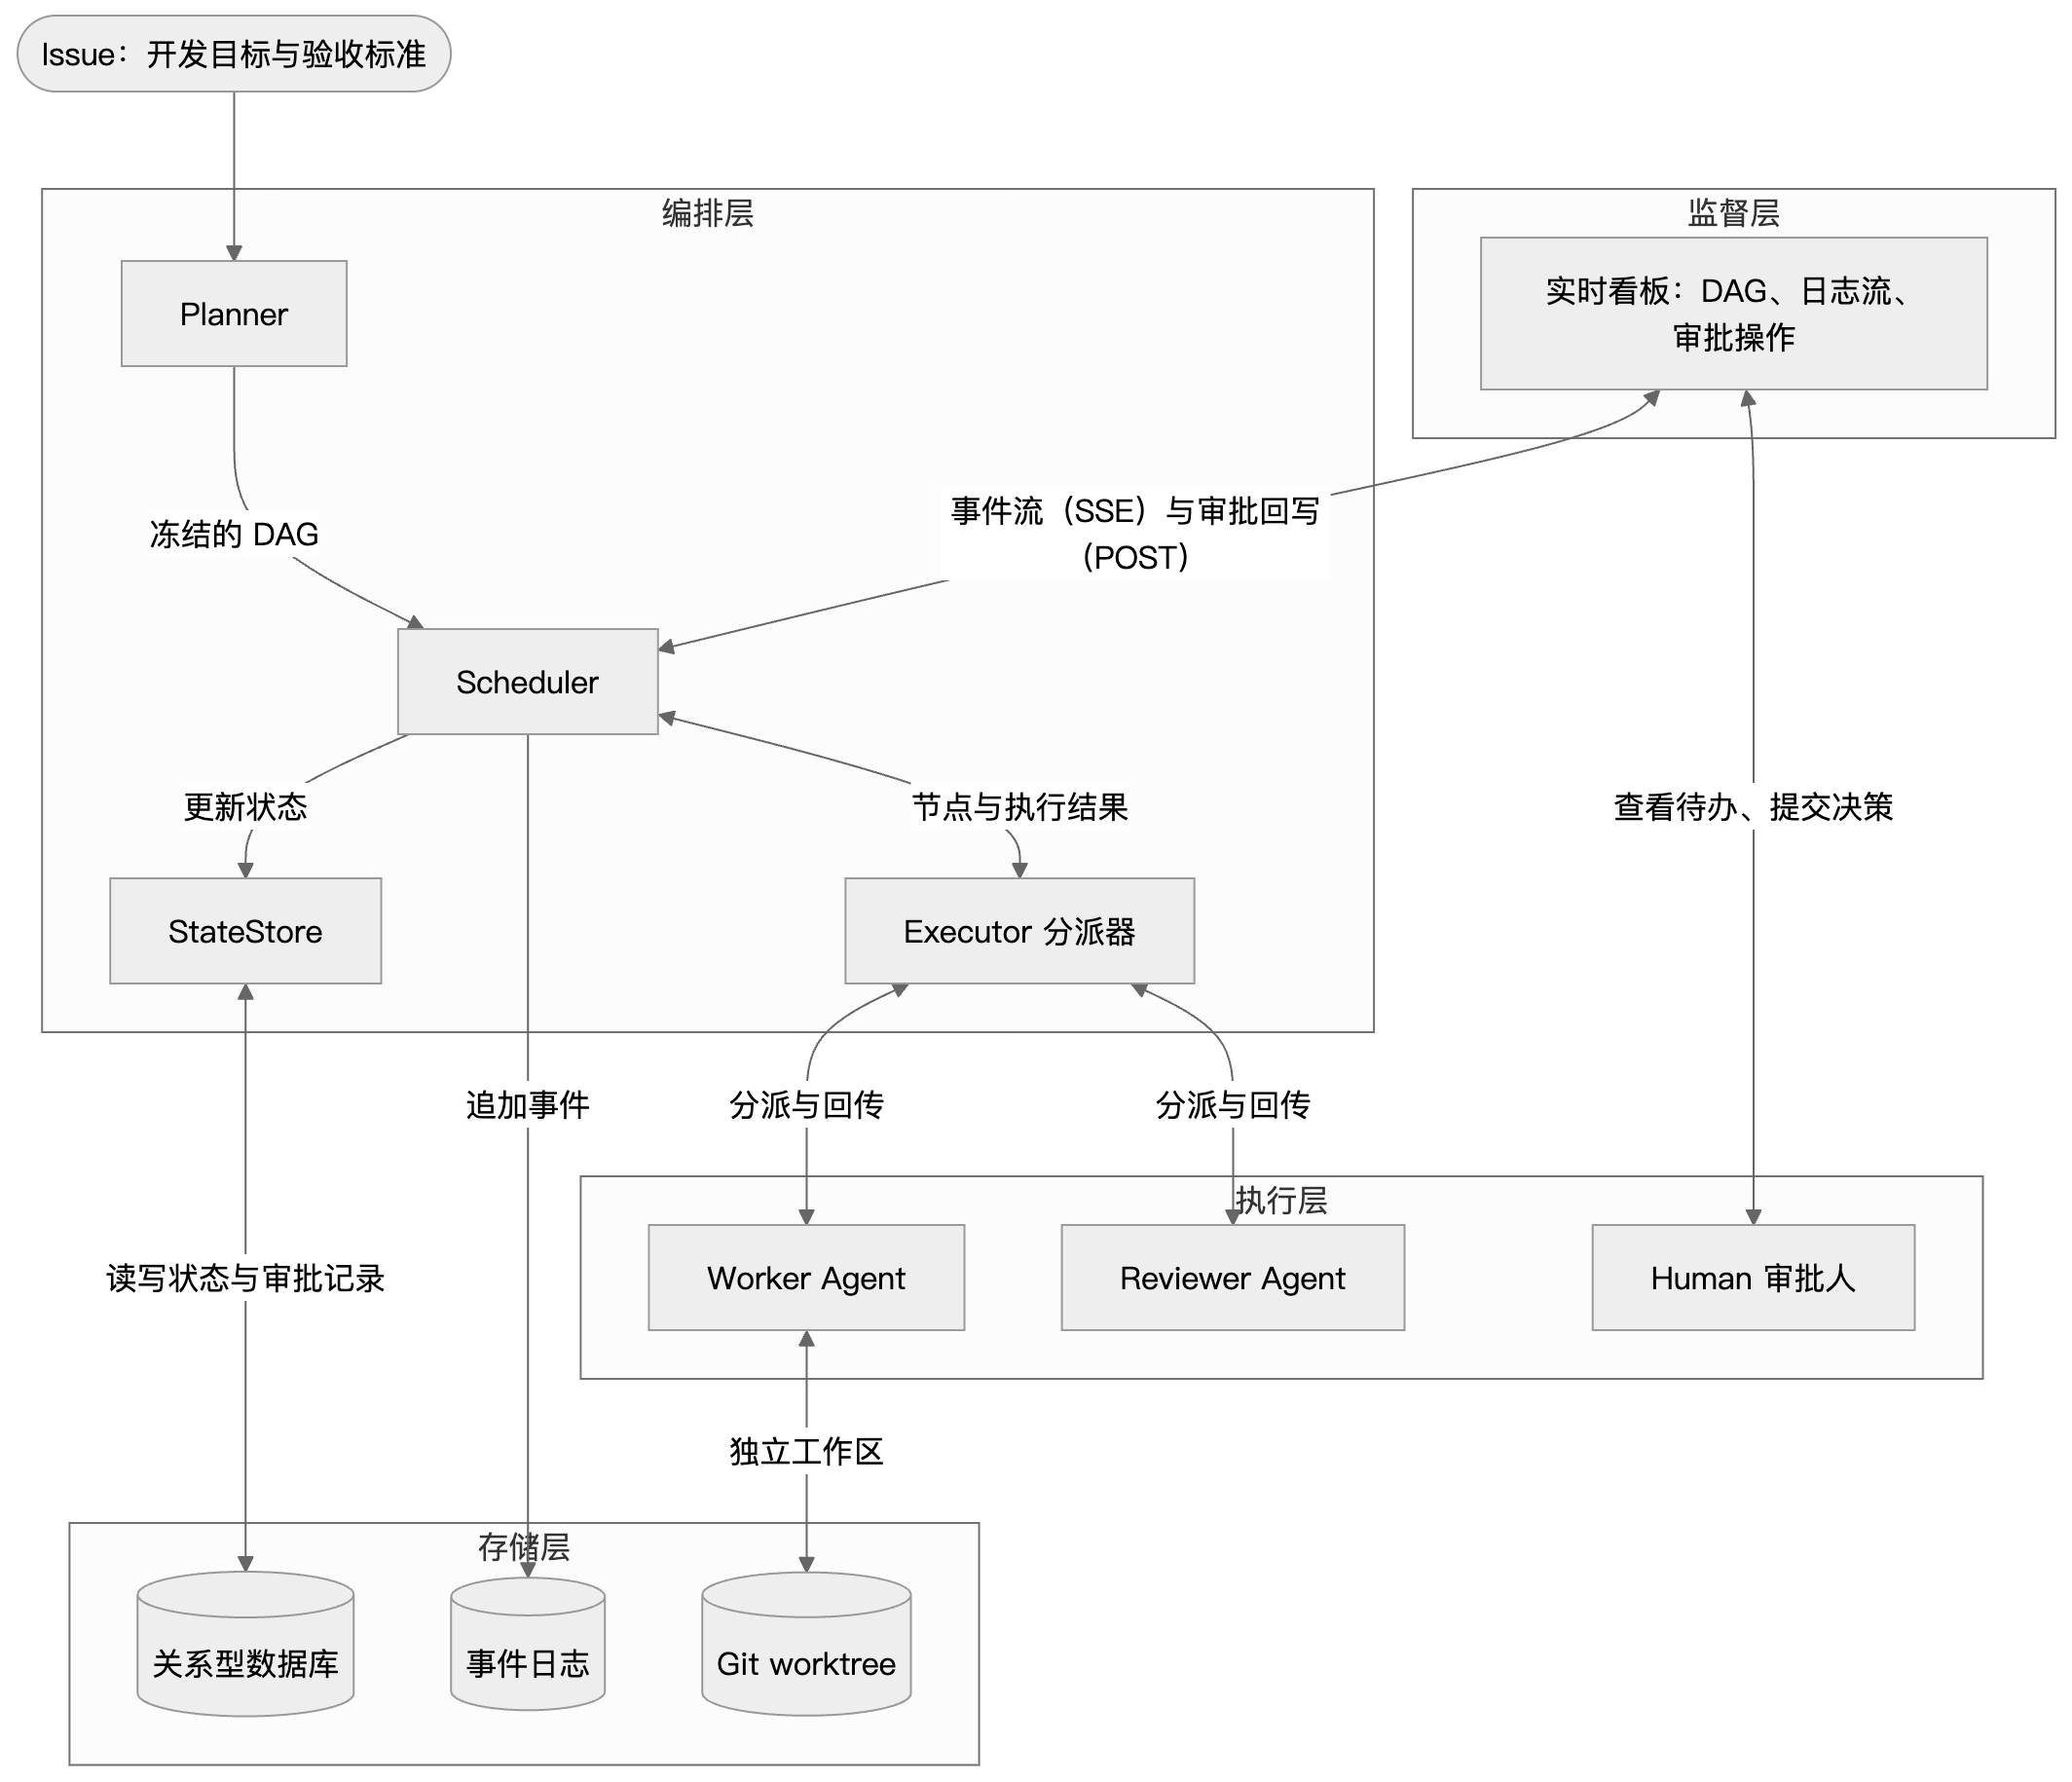 Issue：开发目标与验收标准
编排层
监督层
Planner
实时看板：DAG、日志流、
审批操作
事件流（SSE）与审批回写
（POST）
冻结的 DAG
Scheduler
更新状态
节点与执行结果
查看待办、提交决策
StateStore
Executor 分派器
追加事件
分派与回传
分派与回传
执行层
读写状态与审批记录
Worker Agent
Reviewer Agent
Human 审批人
独立工作区
存储层
关系型数据库
事件日志
Git worktree